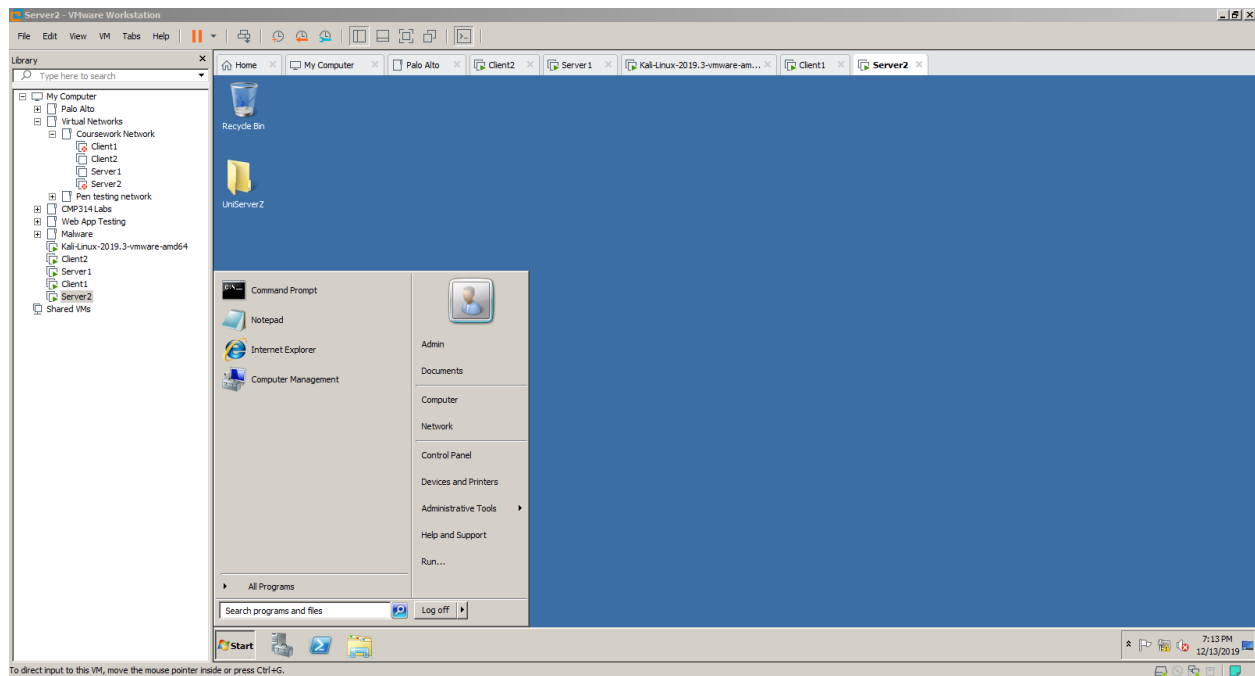 Server2 - VMware Workstation
File Edit View VM Tabs Help
Library
Type here to search
My Computer
Palo Alto
Virtual Networks
Coursework Network
Client1
Client2
Server1
Server2
Pen testing network
CMP314 Labs
Web App Testing
Malware
Kali-Linux-2019.3-vmware-amd64
Client2
Server1
Client1
Server2
Shared VMs
Home My Computer Palo Alto Client2 Server1 Kali-Linux-2019.3-vmware-am... Client1 Server2
Recycle Bin
UniServerZ
Command Prompt
Notepad
Internet Explorer
Computer Management
All Programs
Search programs and files
Admin
Documents
Computer
Network
Control Panel
Devices and Printers
Administrative Tools
Help and Support
Run...
Log off
Start
7:13 PM
12/13/2019
To direct input to this VM, move the mouse pointer inside or press Ctrl+G.